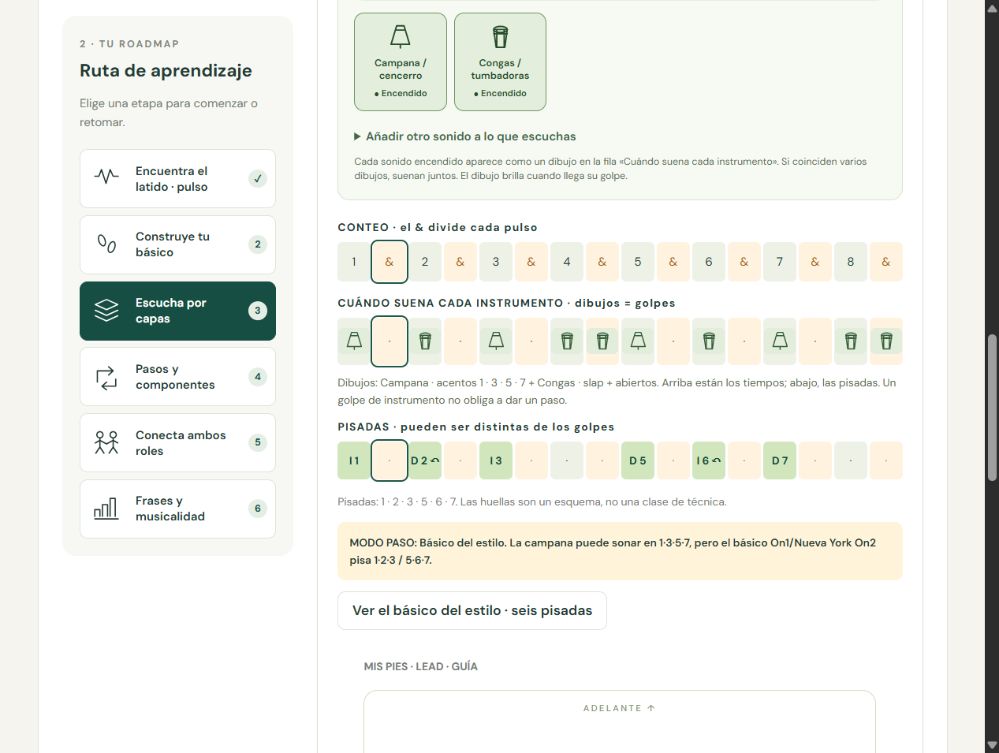 2 · TU ROADMAP
Ruta de aprendizaje
Elige una etapa para comenzar o
retomar.
Encuentra el
latido · pulso
✓
Construye tu
básico
2
Escucha por
capas
3
Pasos y
componentes
4
Conecta ambos
roles
5
Frases y
musicalidad
6
Campana /
cencerro
● Encendido
Congas /
tumbadoras
● Encendido
▶ Añadir otro sonido a lo que escuchas
Cada sonido encendido aparece como un dibujo en la fila «Cuándo suena cada instrumento». Si coinciden varios
dibujos, suenan juntos. El dibujo brilla cuando llega su golpe.
CONTEO · el & divide cada pulso
1 & 2 & 3 & 4 & 5 & 6 & 7 & 8 &
CUÁNDO SUENA CADA INSTRUMENTO · dibujos = golpes
· · · · · ·
Dibujos: Campana · acentos 1 · 3 · 5 · 7 + Congas · slap + abiertos. Arriba están los tiempos; abajo, las pisadas. Un
golpe de instrumento no obliga a dar un paso.
PISADAS · pueden ser distintas de los golpes
I 1 · D 2↶ · I 3 · · · D 5 · I 6↶ · D 7 · · ·
Pisadas: 1 · 2 · 3 · 5 · 6 · 7. Las huellas son un esquema, no una clase de técnica.
MODO PASO: Básico del estilo. La campana puede sonar en 1·3·5·7, pero el básico On1/Nueva York On2
pisa 1·2·3 / 5·6·7.
Ver el básico del estilo · seis pisadas
MIS PIES · LEAD · GUÍA
ADELANTE ↑